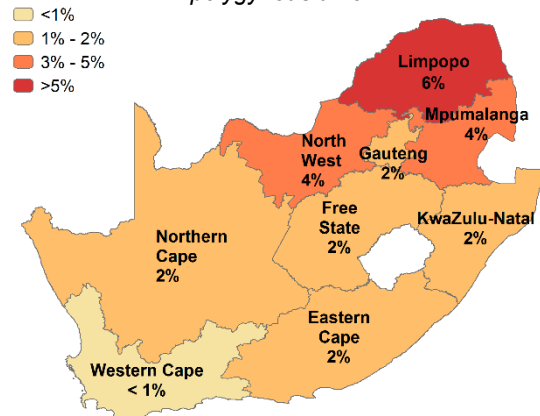 <1%
1% - 2%
3% - 5%
>5%
Limpopo
6%
Mpumalanga
4%
North
West
4%
Gauteng
2%
Free
State
2%
KwaZulu-Natal
2%
Northern
Cape
2%
Eastern
Cape
2%
Western Cape
< 1%